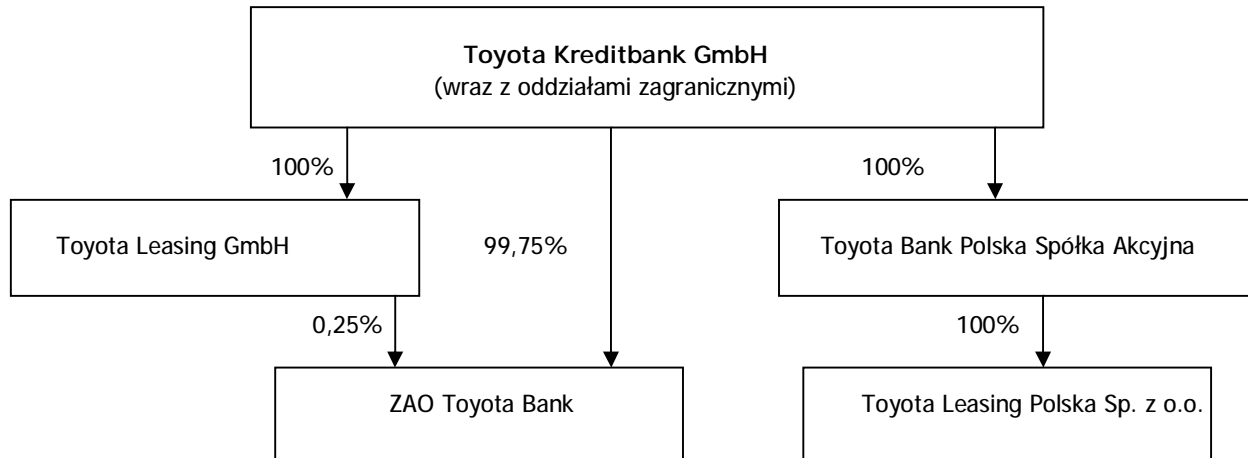 Toyota Kreditbank GmbH
(wraz z oddziałami zagranicznymi)
100%
100%
Toyota Leasing GmbH
99,75%
Toyota Bank Polska Spółka Akcyjna
0,25%
100%
ZAO Toyota Bank
Toyota Leasing Polska Sp. z o.o.